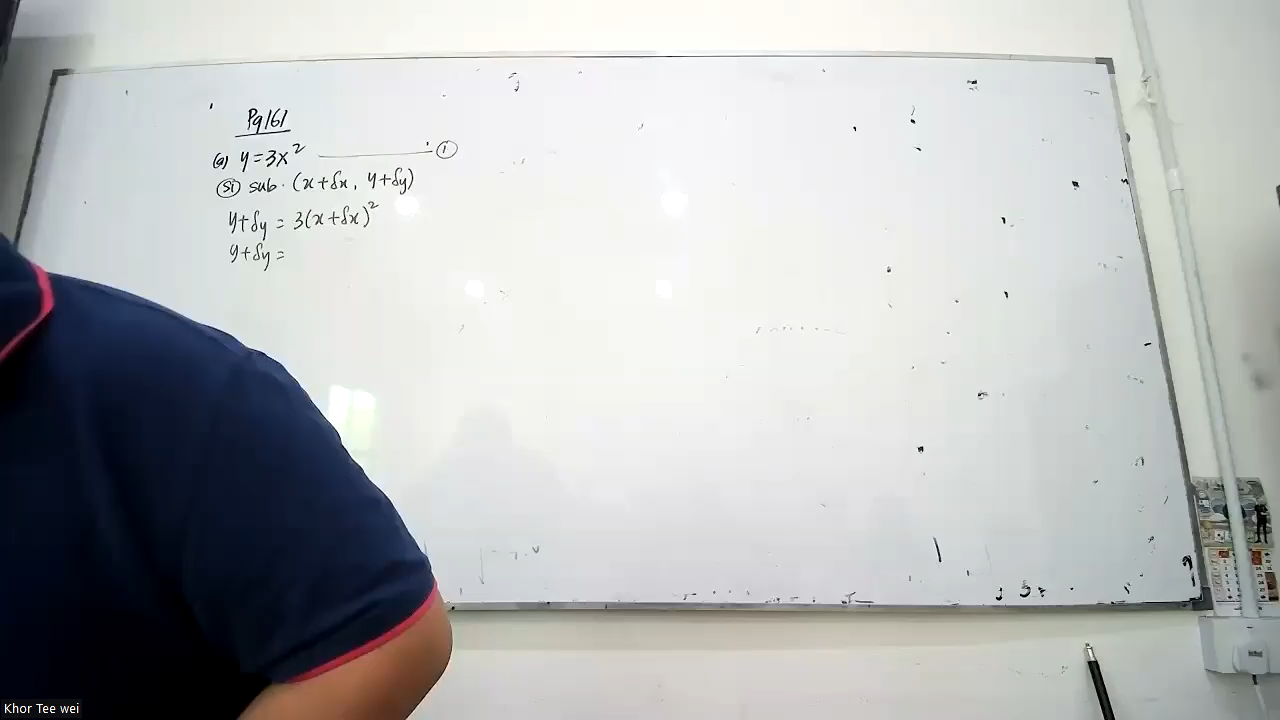 Pg161
(a) y=3x² ———— ①
(S1) sub. (x+δx, y+δy)
y+δy = 3(x+δx)²
y+δy =
Khor Tee wei